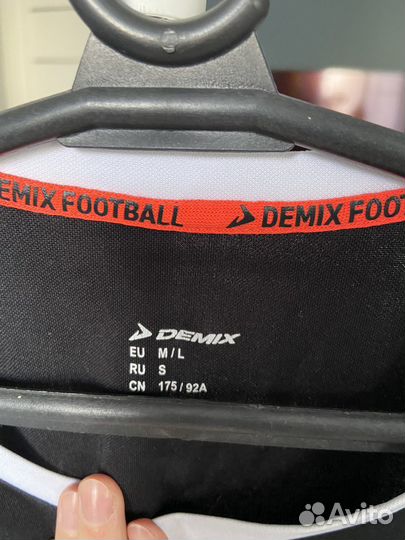 DEMIX FOOTBALL DEMIX FOOT
DEMIX
EU M / L
RU S
CN 175 / 92A
Avito